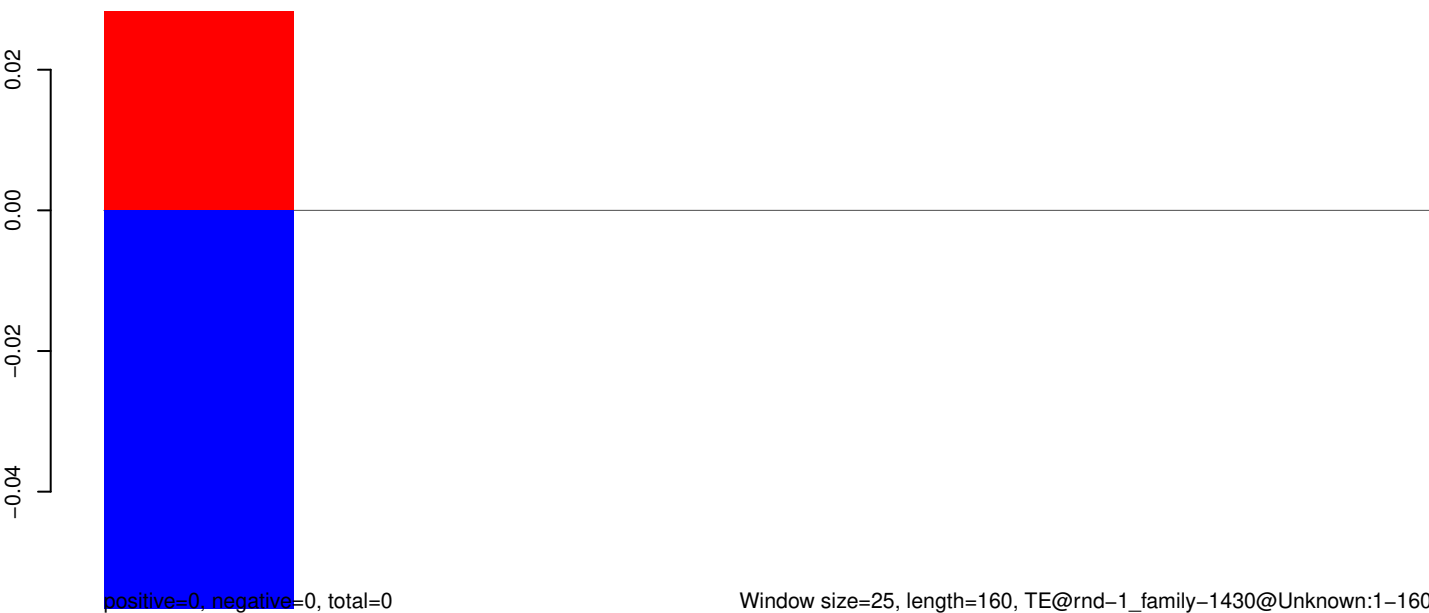 0.02
0.00
−0.02
−0.04
positive=0, negative=0, total=0
Window size=25, length=160, TE@rnd−1_family−1430@Unknown:1−160